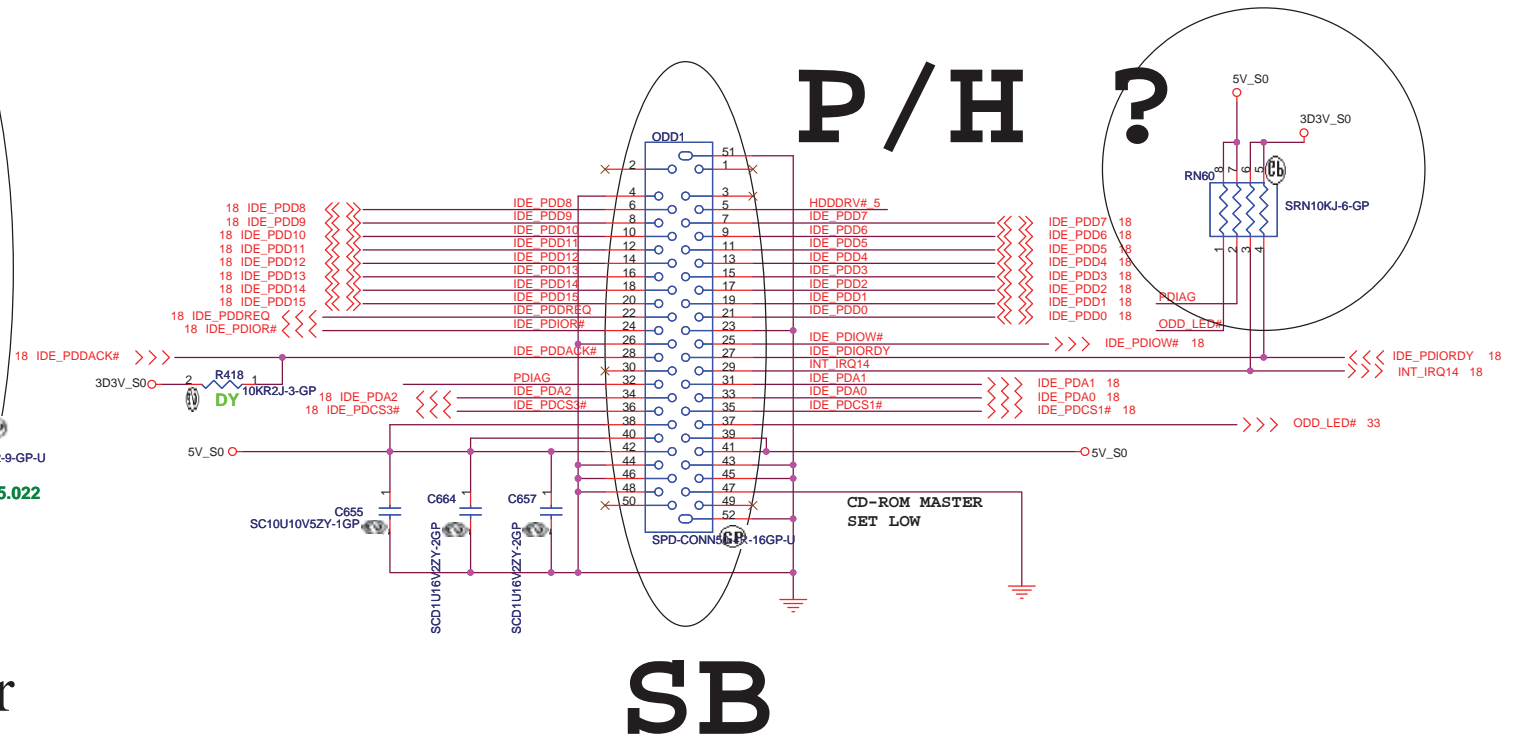 P/H ?
5V_S0
3D3V_S0
8 7 6 5
RN60
SRN10KJ-6-GP
1 2 3 4
PDIAG
ODD_LED#
ODD1
51
2 1
4 3
6 5
8 7
10 9
12 11
14 13
16 15
18 17
20 19
22 21
24 23
26 25
28 27
30 29
32 31
34 33
36 35
38 37
40 39
42 41
44 43
46 45
48 47
50 49
52
18 IDE_PDD8 IDE_PDD8
18 IDE_PDD9 IDE_PDD9
18 IDE_PDD10 IDE_PDD10
18 IDE_PDD11 IDE_PDD11
18 IDE_PDD12 IDE_PDD12
18 IDE_PDD13 IDE_PDD13
18 IDE_PDD14 IDE_PDD14
18 IDE_PDD15 IDE_PDD15
18 IDE_PDDREQ IDE_PDDREQ
18 IDE_PDIOR# IDE_PDIOR#
18 IDE_PDDACK# IDE_PDDACK#
3D3V_S0 2 R418 1
DY 10KR2J-3-GP
PDIAG
18 IDE_PDA2 IDE_PDA2
18 IDE_PDCS3# IDE_PDCS3#
HDDDRV#_5
IDE_PDD7 IDE_PDD7 18
IDE_PDD6 IDE_PDD6 18
IDE_PDD5 IDE_PDD5 18
IDE_PDD4 IDE_PDD4 18
IDE_PDD3 IDE_PDD3 18
IDE_PDD2 IDE_PDD2 18
IDE_PDD1 IDE_PDD1 18
IDE_PDD0 IDE_PDD0 18
IDE_PDIOW# IDE_PDIOW# 18
IDE_PDIORDY IDE_PDIORDY 18
INT_IRQ14 INT_IRQ14 18
IDE_PDA1 IDE_PDA1 18
IDE_PDA0 IDE_PDA0 18
IDE_PDCS1# IDE_PDCS1# 18
ODD_LED# 33
5V_S0
5V_S0
-9-GP-U
5.022
1 C655
SC10U10V5ZY-1GP
C664 1
SCD1U16V2ZY-2GP
C657 1
SCD1U16V2ZY-2GP
CD-ROM MASTER
SET LOW
GP
r
SB